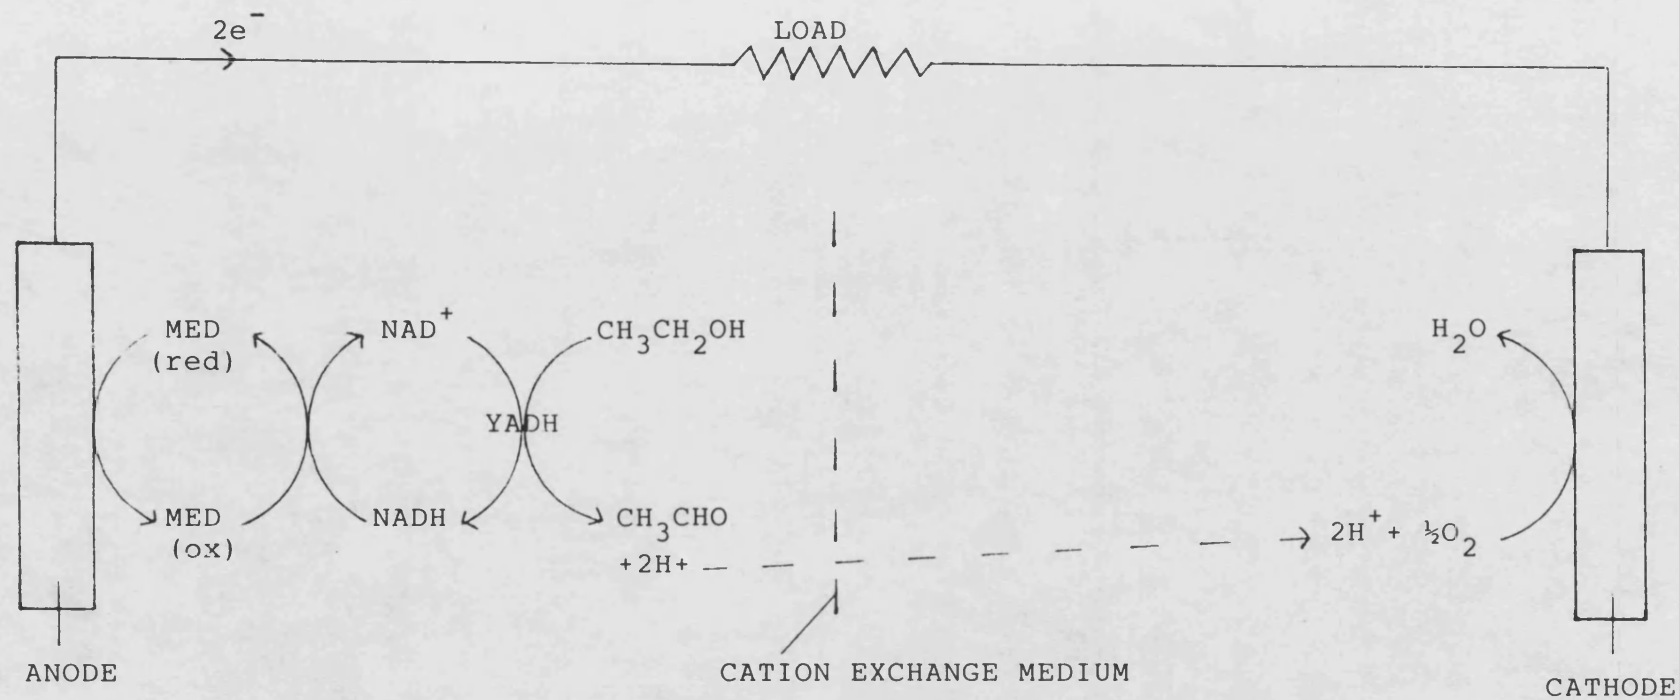 2e⁻
LOAD
MED
(red)
NAD⁺
CH₃CH₂OH
H₂O
YADH
MED
(ox)
NADH
CH₃CHO
+2H+
2H⁺ + ½O₂
ANODE
CATION EXCHANGE MEDIUM
CATHODE